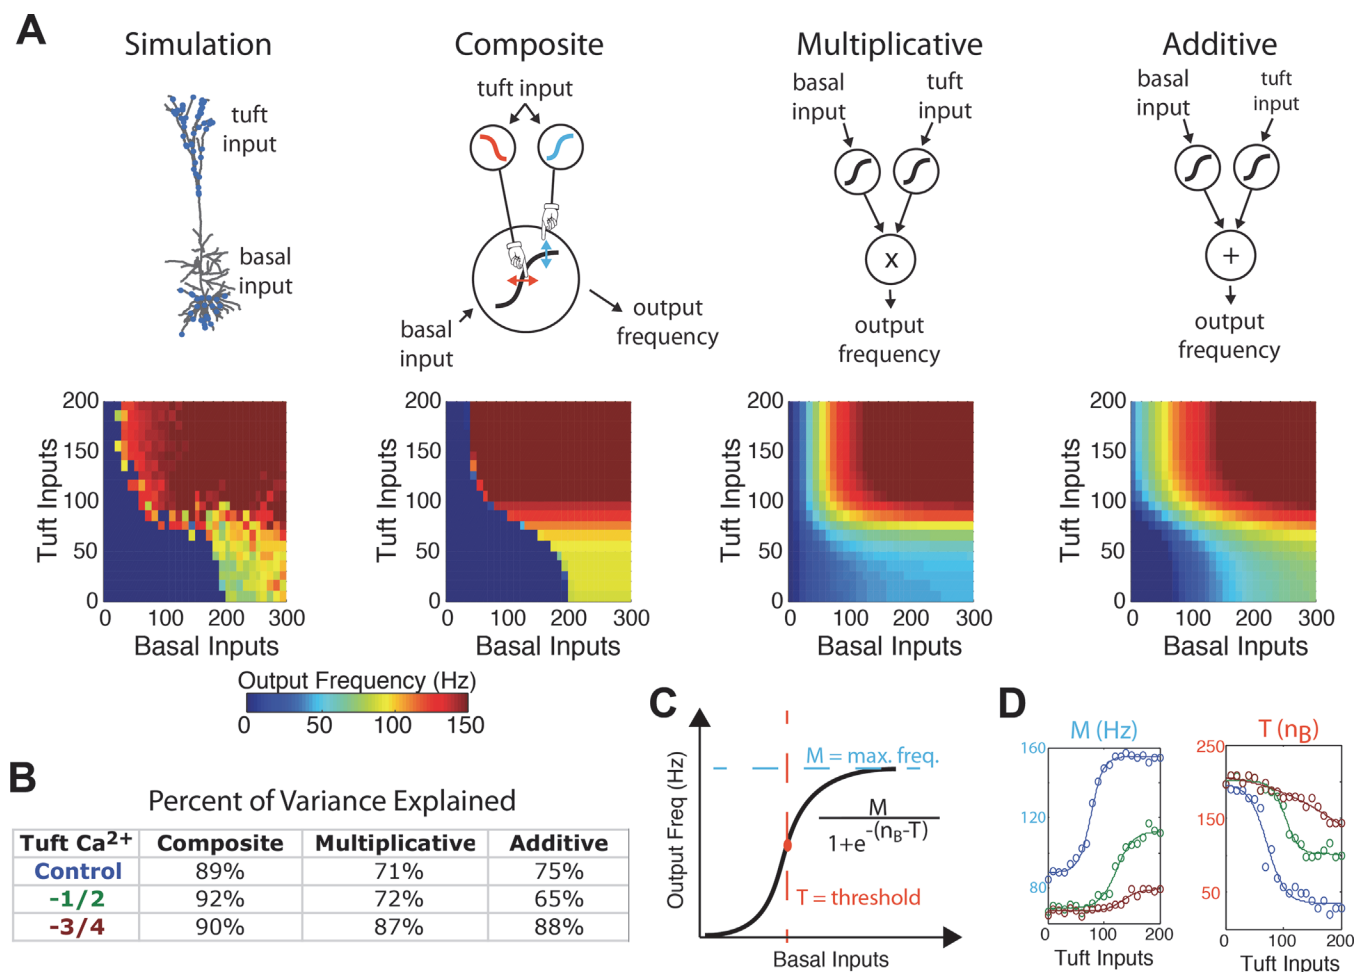 A
Simulation
Composite
Multiplicative
Additive
tuft
input
basal
input
tuft input
basal
input
output
frequency
basal
input
tuft
input
x
output
frequency
basal
input
tuft
input
+
output
frequency
Tuft Inputs
200
150
100
50
0
0 100 200 300
Basal Inputs
Tuft Inputs
200
150
100
50
0
0 100 200 300
Basal Inputs
Tuft Inputs
200
150
100
50
0
0 100 200 300
Basal Inputs
Tuft Inputs
200
150
100
50
0
0 100 200 300
Basal Inputs
Output Frequency (Hz)
0 50 100 150
B
Percent of Variance Explained
Tuft Ca2+ Composite Multiplicative Additive
Control 89% 71% 75%
-1/2 92% 72% 65%
-3/4 90% 87% 88%
C
Output Freq (Hz)
M = max. freq.
M
1+e-(nB-T)
T = threshold
Basal Inputs
D
M (Hz)
160
120
80
0 100 200
Tuft Inputs
T (nB)
250
150
50
0 100 200
Tuft Inputs